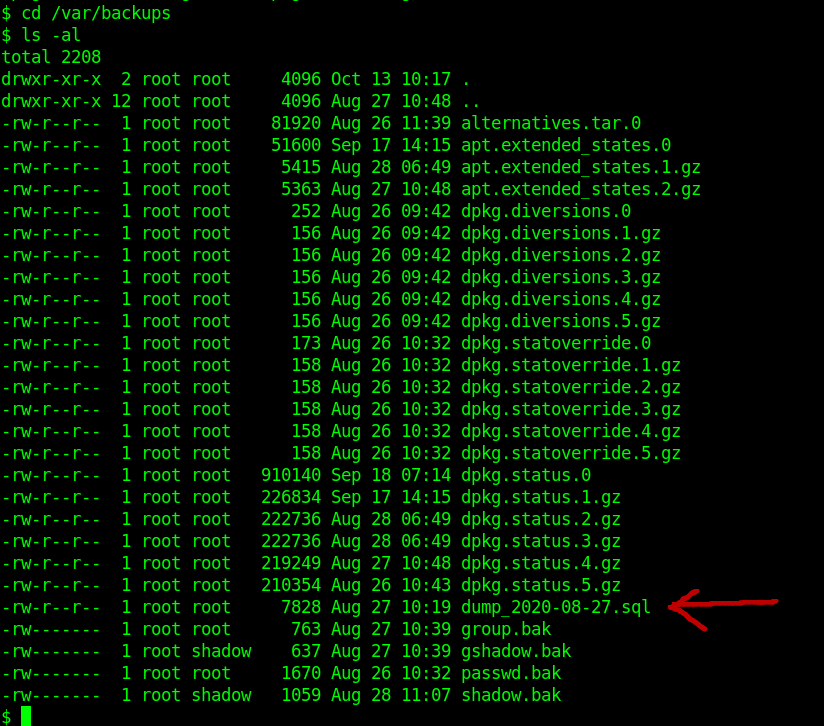 $ cd /var/backups
$ ls -al
total 2208
drwxr-xr-x  2 root root     4096 Oct 13 10:17 .
drwxr-xr-x 12 root root     4096 Aug 27 10:48 ..
-rw-r--r--  1 root root    81920 Aug 26 11:39 alternatives.tar.0
-rw-r--r--  1 root root    51600 Sep 17 14:15 apt.extended_states.0
-rw-r--r--  1 root root     5415 Aug 28 06:49 apt.extended_states.1.gz
-rw-r--r--  1 root root     5363 Aug 27 10:48 apt.extended_states.2.gz
-rw-r--r--  1 root root      252 Aug 26 09:42 dpkg.diversions.0
-rw-r--r--  1 root root      156 Aug 26 09:42 dpkg.diversions.1.gz
-rw-r--r--  1 root root      156 Aug 26 09:42 dpkg.diversions.2.gz
-rw-r--r--  1 root root      156 Aug 26 09:42 dpkg.diversions.3.gz
-rw-r--r--  1 root root      156 Aug 26 09:42 dpkg.diversions.4.gz
-rw-r--r--  1 root root      156 Aug 26 09:42 dpkg.diversions.5.gz
-rw-r--r--  1 root root      173 Aug 26 10:32 dpkg.statoverride.0
-rw-r--r--  1 root root      158 Aug 26 10:32 dpkg.statoverride.1.gz
-rw-r--r--  1 root root      158 Aug 26 10:32 dpkg.statoverride.2.gz
-rw-r--r--  1 root root      158 Aug 26 10:32 dpkg.statoverride.3.gz
-rw-r--r--  1 root root      158 Aug 26 10:32 dpkg.statoverride.4.gz
-rw-r--r--  1 root root      158 Aug 26 10:32 dpkg.statoverride.5.gz
-rw-r--r--  1 root root   910140 Sep 18 07:14 dpkg.status.0
-rw-r--r--  1 root root   226834 Sep 17 14:15 dpkg.status.1.gz
-rw-r--r--  1 root root   222736 Aug 28 06:49 dpkg.status.2.gz
-rw-r--r--  1 root root   222736 Aug 28 06:49 dpkg.status.3.gz
-rw-r--r--  1 root root   219249 Aug 27 10:48 dpkg.status.4.gz
-rw-r--r--  1 root root   210354 Aug 26 10:43 dpkg.status.5.gz
-rw-r--r--  1 root root     7828 Aug 27 10:19 dump_2020-08-27.sql
-rw-------  1 root root      763 Aug 27 10:39 group.bak
-rw-------  1 root shadow    637 Aug 27 10:39 gshadow.bak
-rw-------  1 root root     1670 Aug 26 10:32 passwd.bak
-rw-------  1 root shadow   1059 Aug 28 11:07 shadow.bak
$